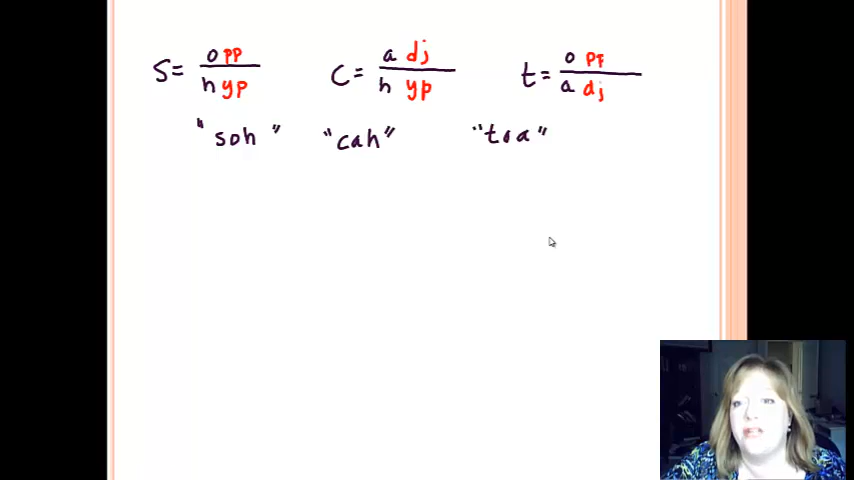 S= opp/hyp C= adj/hyp t= opp/adj
"soh" "cah" "toa"